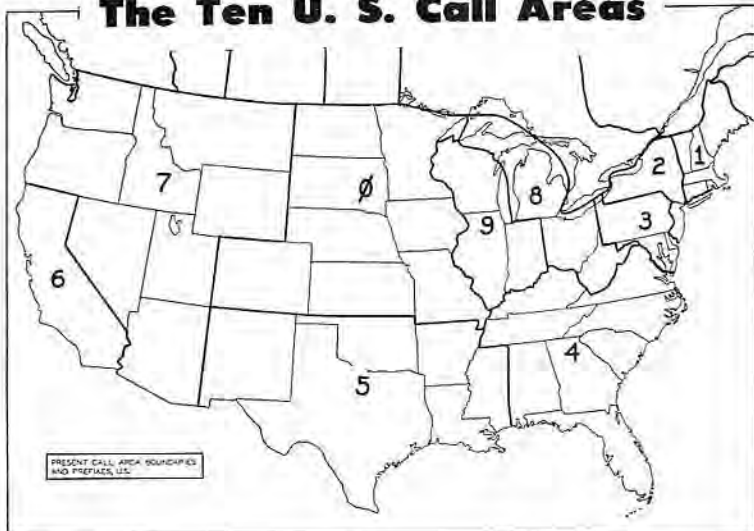 The Ten U. S. Call Areas
1
2
7
Ø
8
9
3
6
4
5
PRESENT CALL AREA BOUNDARIES
AND PREFIXES, U.S.